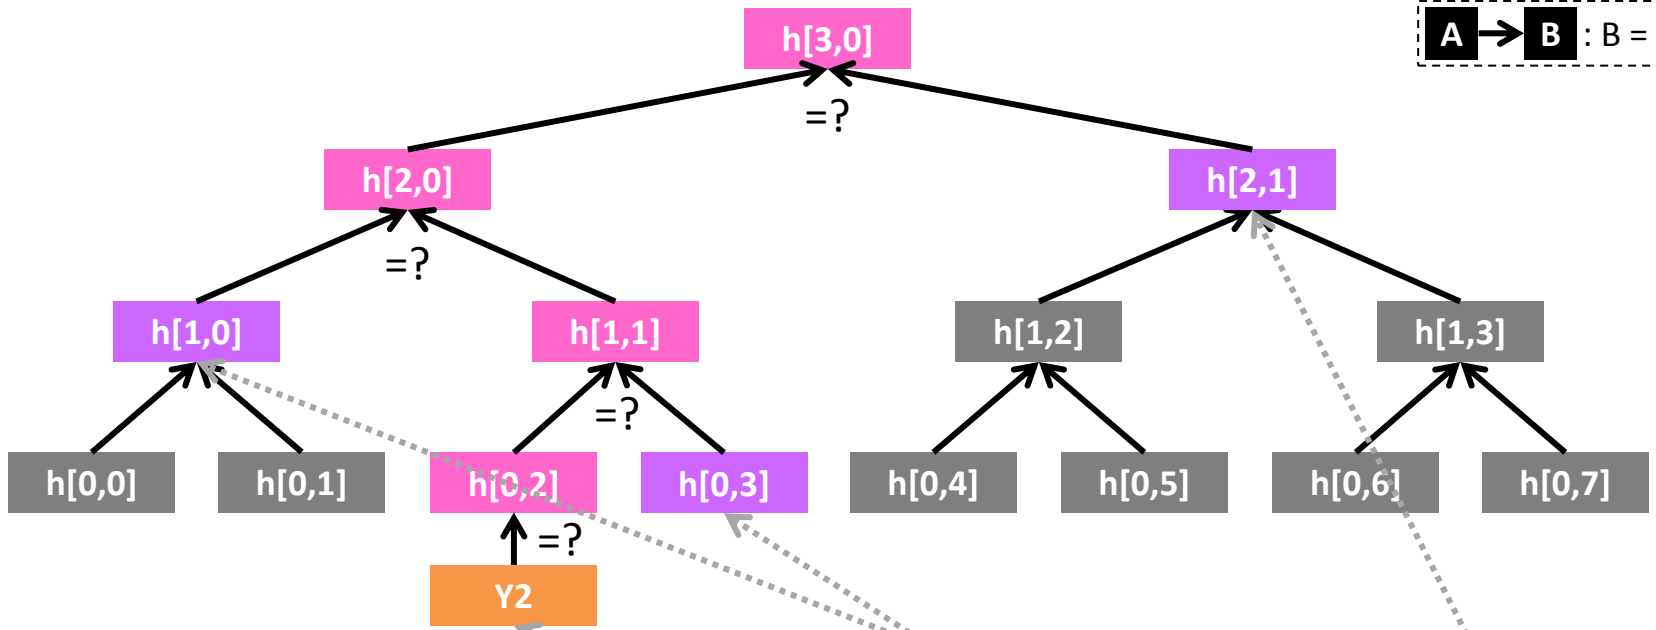 h[3,0]
A B : B =
=?
h[2,0] h[2,1]
=?
h[1,0] h[1,1] h[1,2] h[1,3]
=?
h[0,0] h[0,1] h[0,2] h[0,3] h[0,4] h[0,5] h[0,6] h[0,7]
=?
Y2